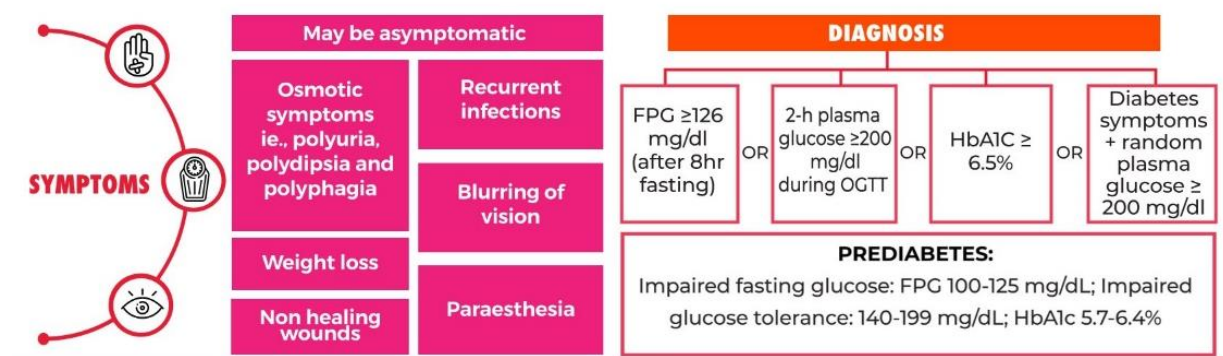 SYMPTOMS
May be asymptomatic
Osmotic
symptoms
ie., polyuria,
polydipsia and
polyphagia
Weight loss
Non healing
wounds
Recurrent
infections
Blurring of
vision
Paraesthesia
DIAGNOSIS
FPG ≥126
mg/dl
(after 8hr
fasting)
OR
2-h plasma
glucose ≥200
mg/dl
during OGTT
OR
HbA1C ≥
6.5%
OR
Diabetes
symptoms
+ random
plasma
glucose ≥
200 mg/dl
PREDIABETES:
Impaired fasting glucose: FPG 100-125 mg/dL; Impaired
glucose tolerance: 140-199 mg/dL; HbA1c 5.7-6.4%